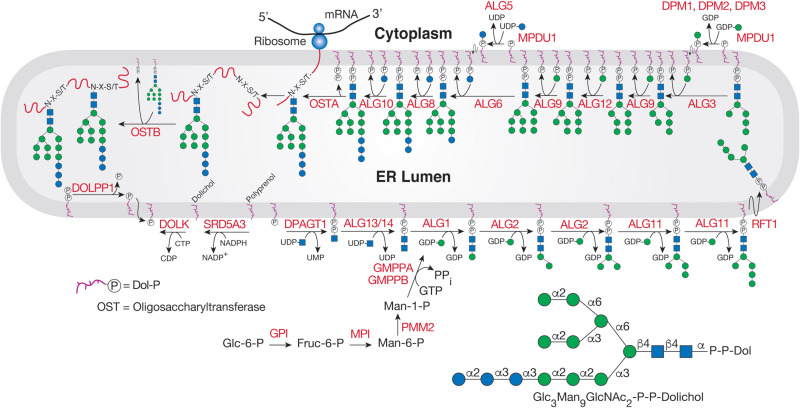 5'
mRNA
3'
Ribosome
Cytoplasm
ALG5
UDP
UDP-
MPDU1
P
DPM1, DPM2, DPM3
GDP
GDP-
MPDU1
P
N-X-S/T
N-X-S/T
N-X-S/T
N-X-S/T
N-X-S/T
OSTB
OSTA
ALG10
ALG8
ALG6
ALG9
ALG12
ALG9
ALG3
ER Lumen
DOLPP1
P
Dolichol
Polyprenol
DOLK
CTP
CDP
SRD5A3
NADPH
NADP+
DPAGT1
UDP-
UMP
ALG13/14
UDP-
UDP
ALG1
GDP-
GDP
ALG2
GDP-
GDP
ALG2
GDP-
GDP
ALG11
GDP-
GDP
ALG11
GDP-
GDP
RFT1
GMPPA
GMPPB
PPi
GTP
Man-1-P
P = Dol-P
OST = Oligosaccharyltransferase
Glc-6-P
GPI
Fruc-6-P
MPI
Man-6-P
PMM2
α2
α6
α2
α3
α6
β4
β4
α
P-P-Dol
α2
α3
α3
α2
α2
α3
Glc3Man9GlcNAc2-P-P-Dolichol